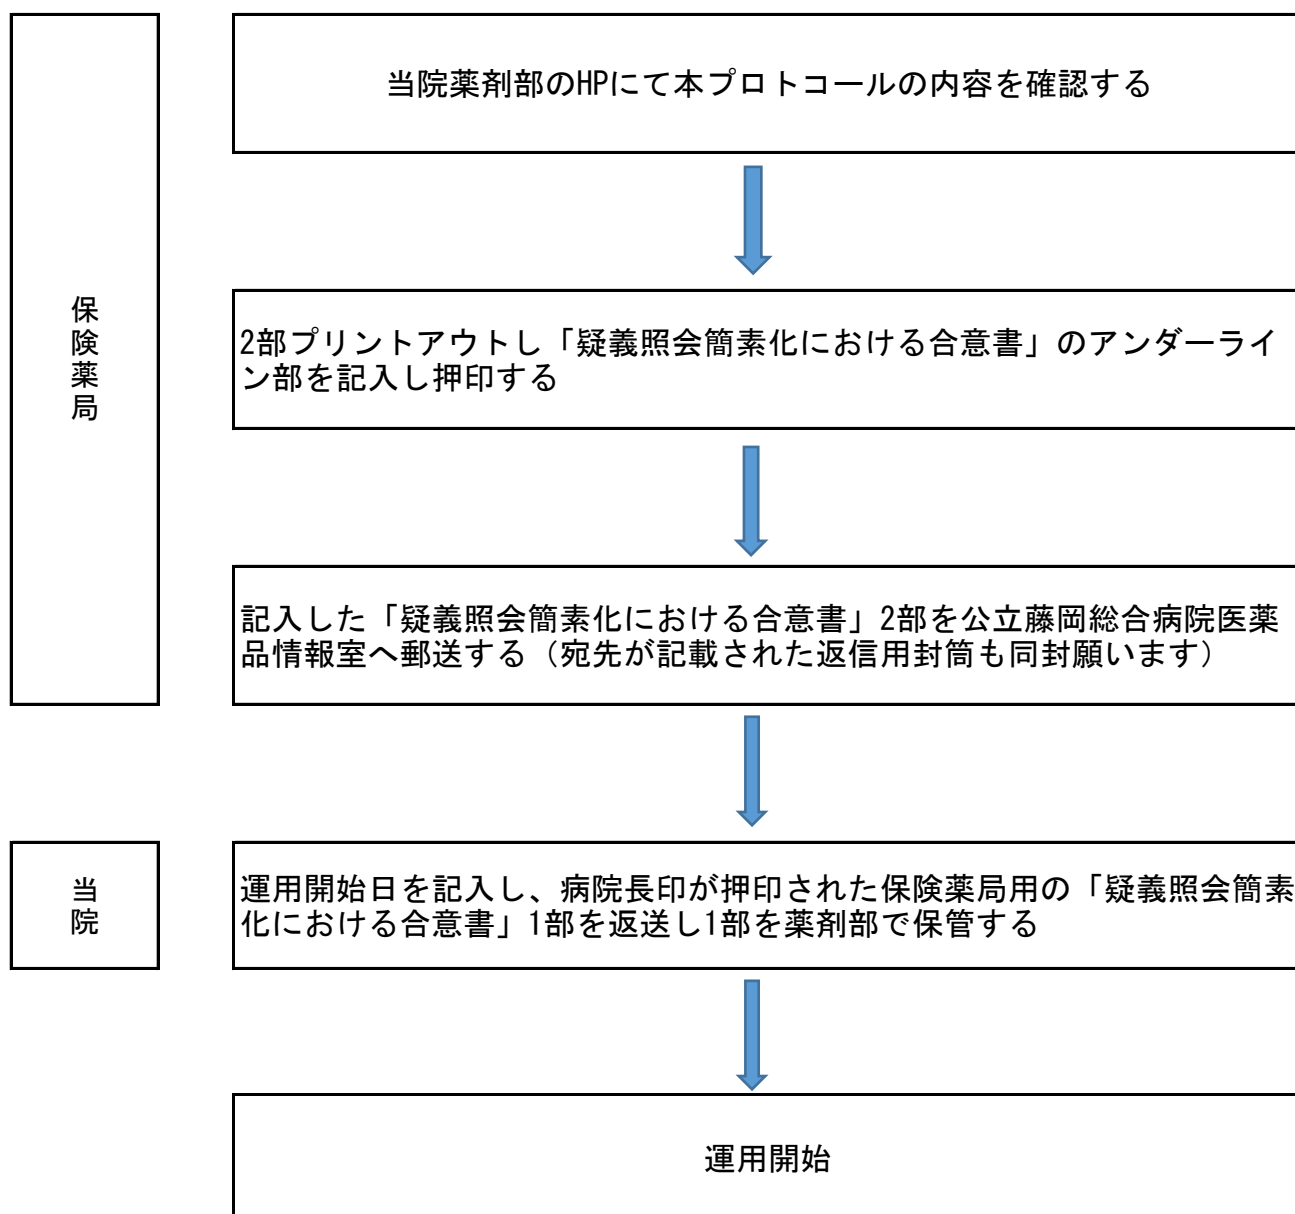 保険薬局
当院薬剤部のHPにて本プロトコールの内容を確認する
2部プリントアウトし「疑義照会簡素化における合意書」のアンダーライ
ン部を記入し押印する
記入した「疑義照会簡素化における合意書」2部を公立藤岡総合病院医薬
品情報室へ郵送する（宛先が記載された返信用封筒も同封願います）
当院
運用開始日を記入し、病院長印が押印された保険薬局用の「疑義照会簡素
化における合意書」1部を返送し1部を薬剤部で保管する
運用開始